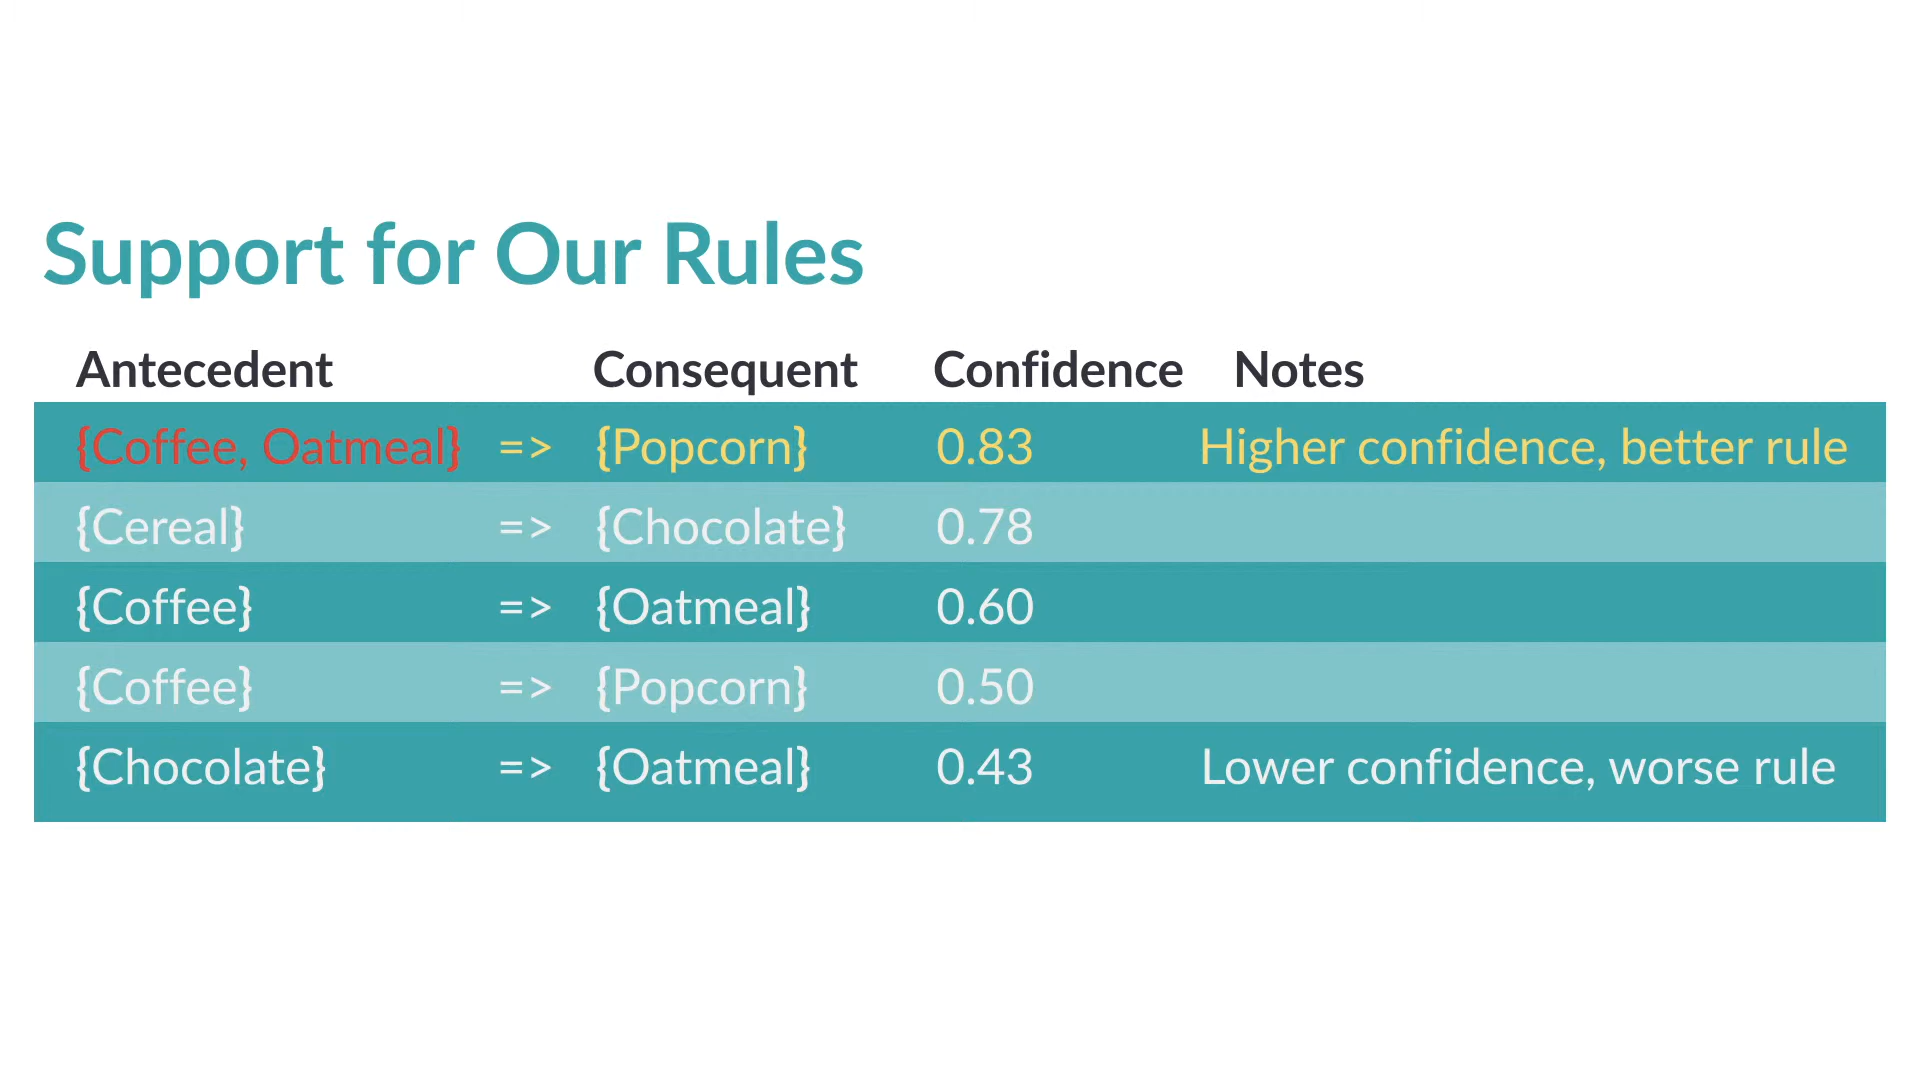 Support for Our Rules
Antecedent Consequent Confidence Notes
{Coffee, Oatmeal} => {Popcorn} 0.83 Higher confidence, better rule
{Cereal} => {Chocolate} 0.78
{Coffee} => {Oatmeal} 0.60
{Coffee} => {Popcorn} 0.50
{Chocolate} => {Oatmeal} 0.43 Lower confidence, worse rule